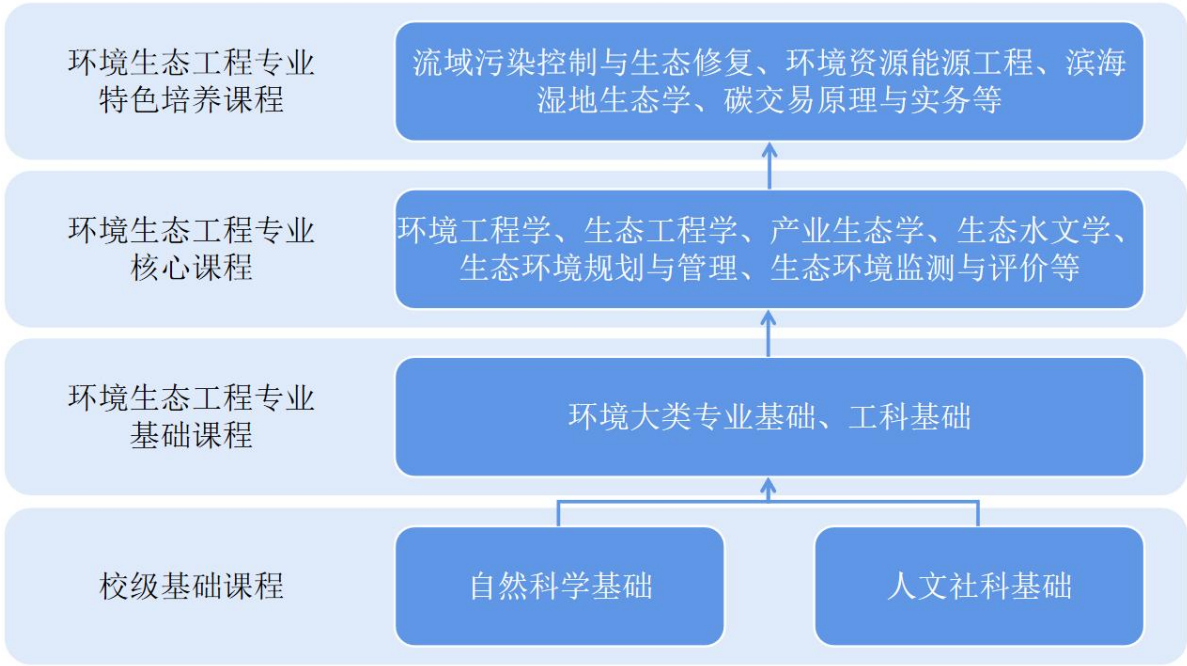 环境生态工程专业
特色培养课程
流域污染控制与生态修复、环境资源能源工程、滨海
湿地生态学、碳交易原理与实务等
环境生态工程专业
核心课程
环境工程学、生态工程学、产业生态学、生态水文学、
生态环境规划与管理、生态环境监测与评价等
环境生态工程专业
基础课程
环境大类专业基础、工科基础
校级基础课程
自然科学基础
人文社科基础